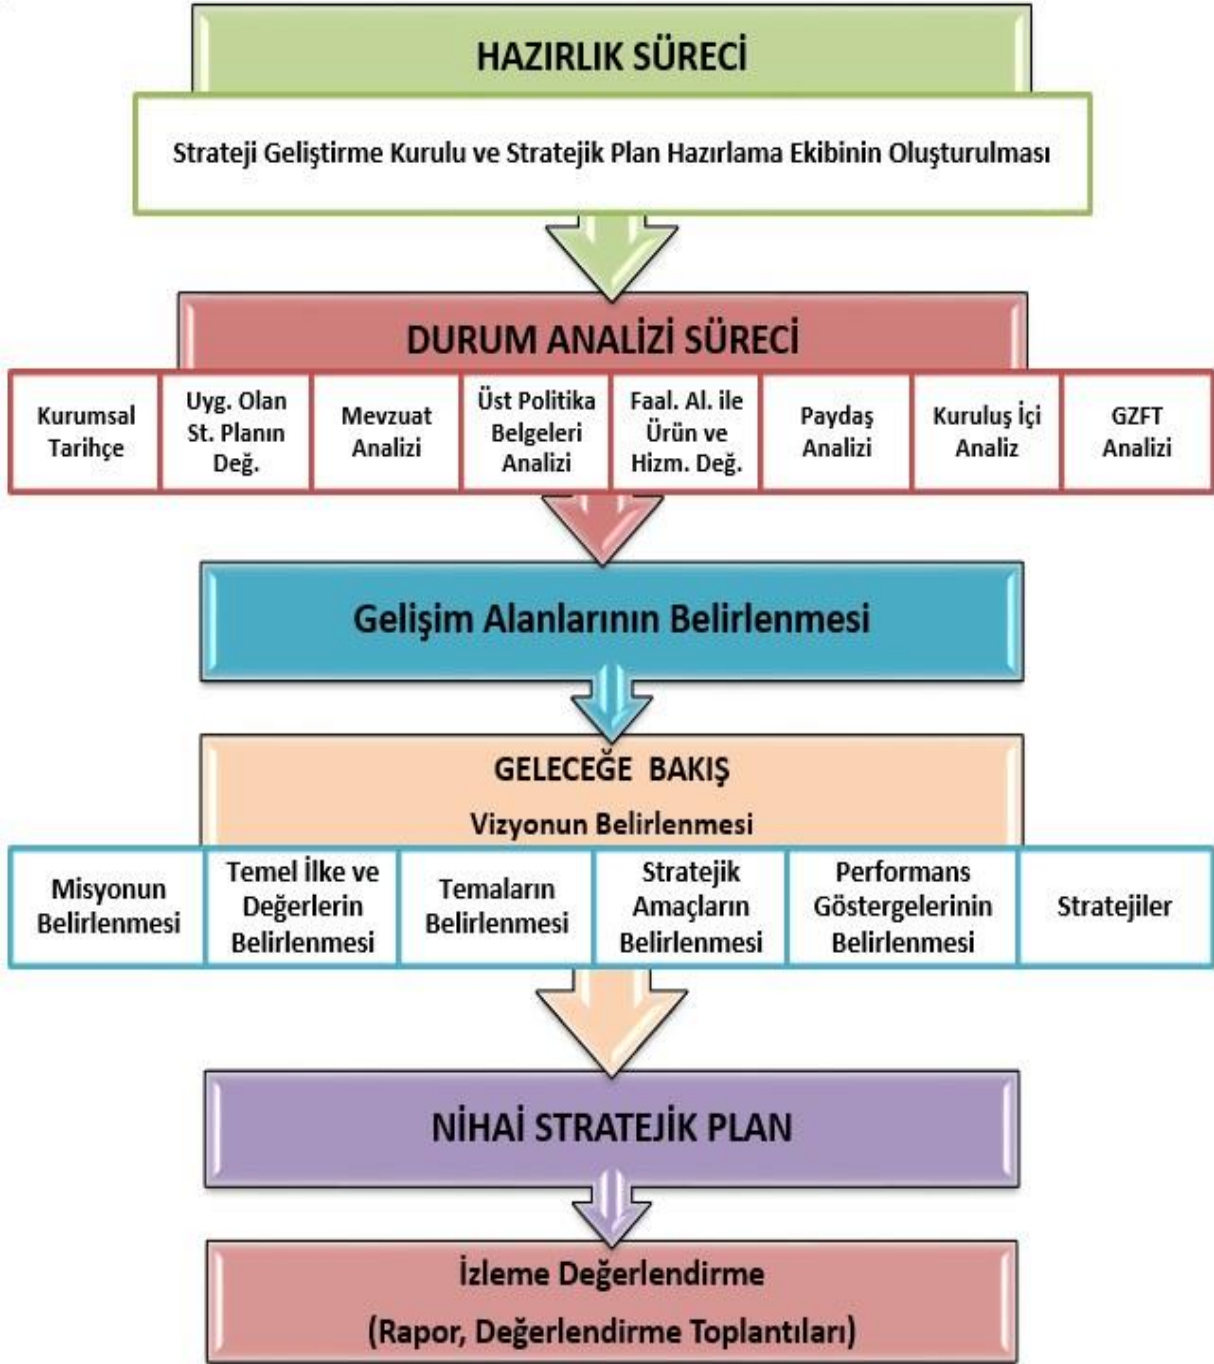 HAZIRLIK SÜRECİ
Strateji Geliştirme Kurulu ve Stratejik Plan Hazırlama Ekibinin Oluşturulması
DURUM ANALİZİ SÜRECİ
Kurumsal
Tarihçe
Uyg. Olan
St. Planın
Değ.
Mevzuat
Analizi
Üst Politika
Belgeleri
Analizi
Faal. Al. ile
Ürün ve
Hizm. Değ.
Paydaş
Analizi
Kuruluş İçi
Analiz
GZFT
Analizi
Gelişim Alanlarının Belirlenmesi
GELECEĞE BAKIŞ
Vizyonun Belirlenmesi
Misyonun
Belirlenmesi
Temel İlke ve
Değerlerin
Belirlenmesi
Temaların
Belirlenmesi
Stratejik
Amaçların
Belirlenmesi
Performans
Göstergelerinin
Belirlenmesi
Stratejiler
NİHAİ STRATEJİK PLAN
İzleme Değerlendirme
(Rapor, Değerlendirme Toplantıları)